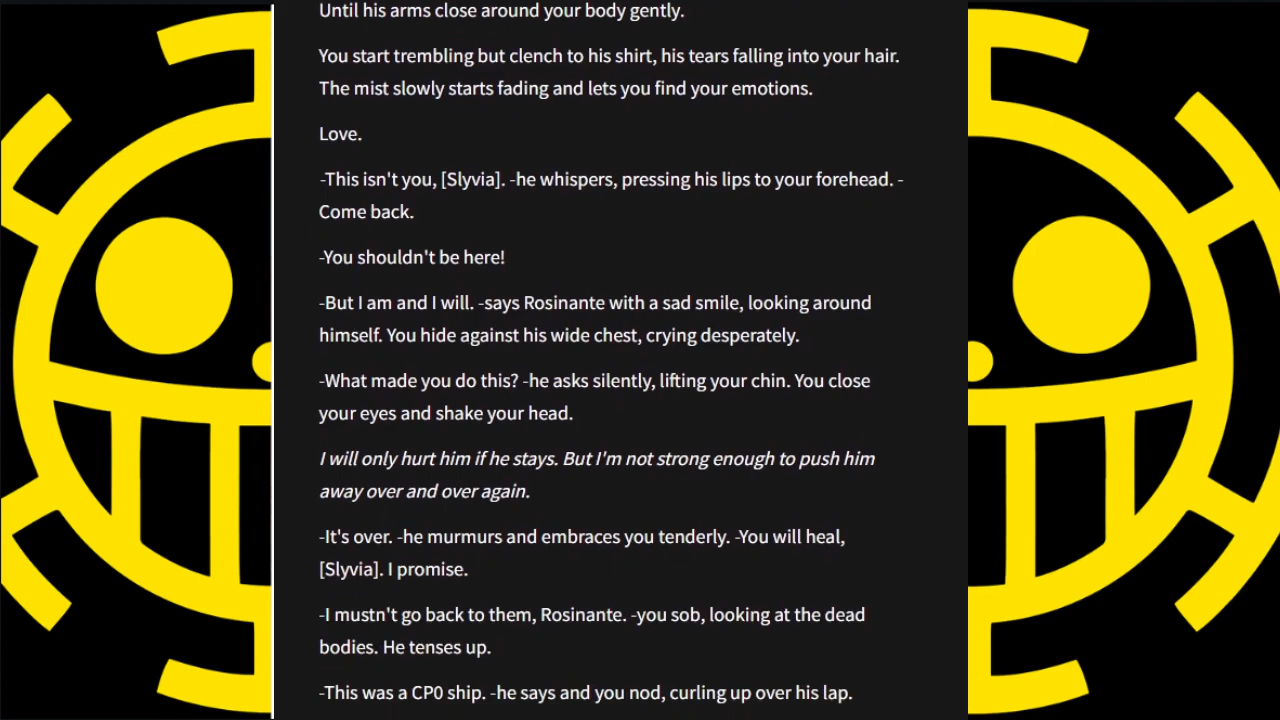 Until his arms close around your body gently.
You start trembling but clench to his shirt, his tears falling into your hair.
The mist slowly starts fading and lets you find your emotions.
Love.
-This isn't you, [Slyvia]. -he whispers, pressing his lips to your forehead. -
Come back.
-You shouldn't be here!
-But I am and I will. -says Rosinante with a sad smile, looking around
himself. You hide against his wide chest, crying desperately.
-What made you do this? -he asks silently, lifting your chin. You close
your eyes and shake your head.
I will only hurt him if he stays. But I'm not strong enough to push him
away over and over again.
-It's over. -he murmurs and embraces you tenderly. -You will heal,
[Slyvia]. I promise.
-I mustn't go back to them, Rosinante. -you sob, looking at the dead
bodies. He tenses up.
-This was a CP0 ship. -he says and you nod, curling up over his lap.